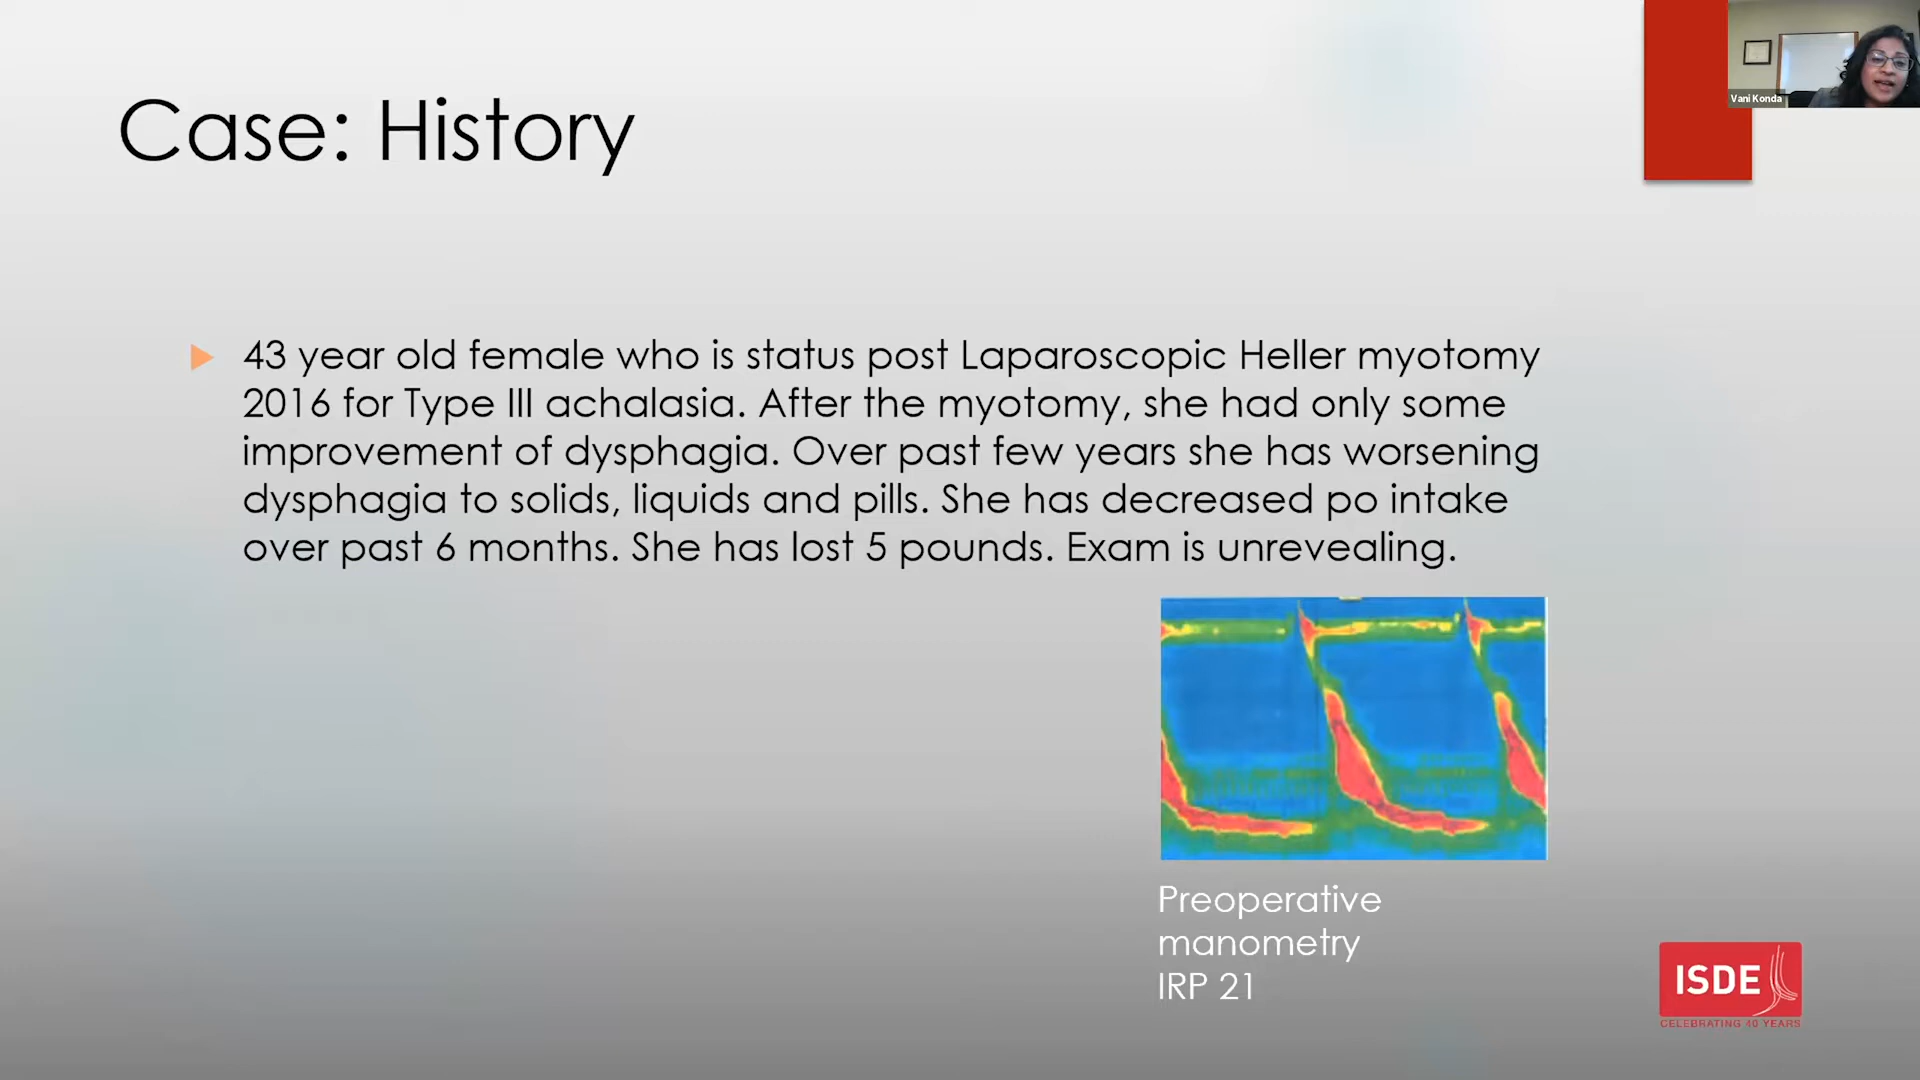 Case: History
Vani Konda
43 year old female who is status post Laparoscopic Heller myotomy
2016 for Type III achalasia. After the myotomy, she had only some
improvement of dysphagia. Over past few years she has worsening
dysphagia to solids, liquids and pills. She has decreased po intake
over past 6 months. She has lost 5 pounds. Exam is unrevealing.
Preoperative
manometry
IRP 21
ISDE
CELEBRATING 40 YEARS